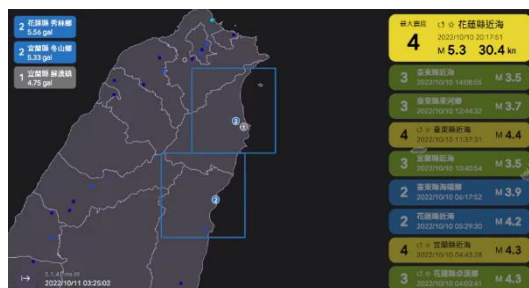 2 花蓮縣 秀林鄉
5.56 gal
2 宜蘭縣 冬山鄉
5.33 gal
1 宜蘭縣 蘇澳鎮
4.75 gal
2
1
2
2022/10/11 03:25:02
最大震度
4
花蓮縣近海
2022/10/10 20:17:51
M 5.3 30.4 km
3 臺東縣近海 M 3.5
2022/10/10 14:06:05
3 M 3.7
2022/10/10 12:44:32
4 臺東縣近海 M 4.4
2022/10/10 11:37:31
3 宜蘭縣近海 M 3.5
2022/10/10 10:40:54
2 臺東縣海端鄉 M 3.9
2022/10/10 06:17:52
2 花蓮縣近海 M 4.2
2022/10/10 05:29:30
4 宜蘭縣近海 M 4.3
2022/10/10 04:43:28
3 花蓮縣卓溪鄉 M 4.3
2022/10/10 04:02:41